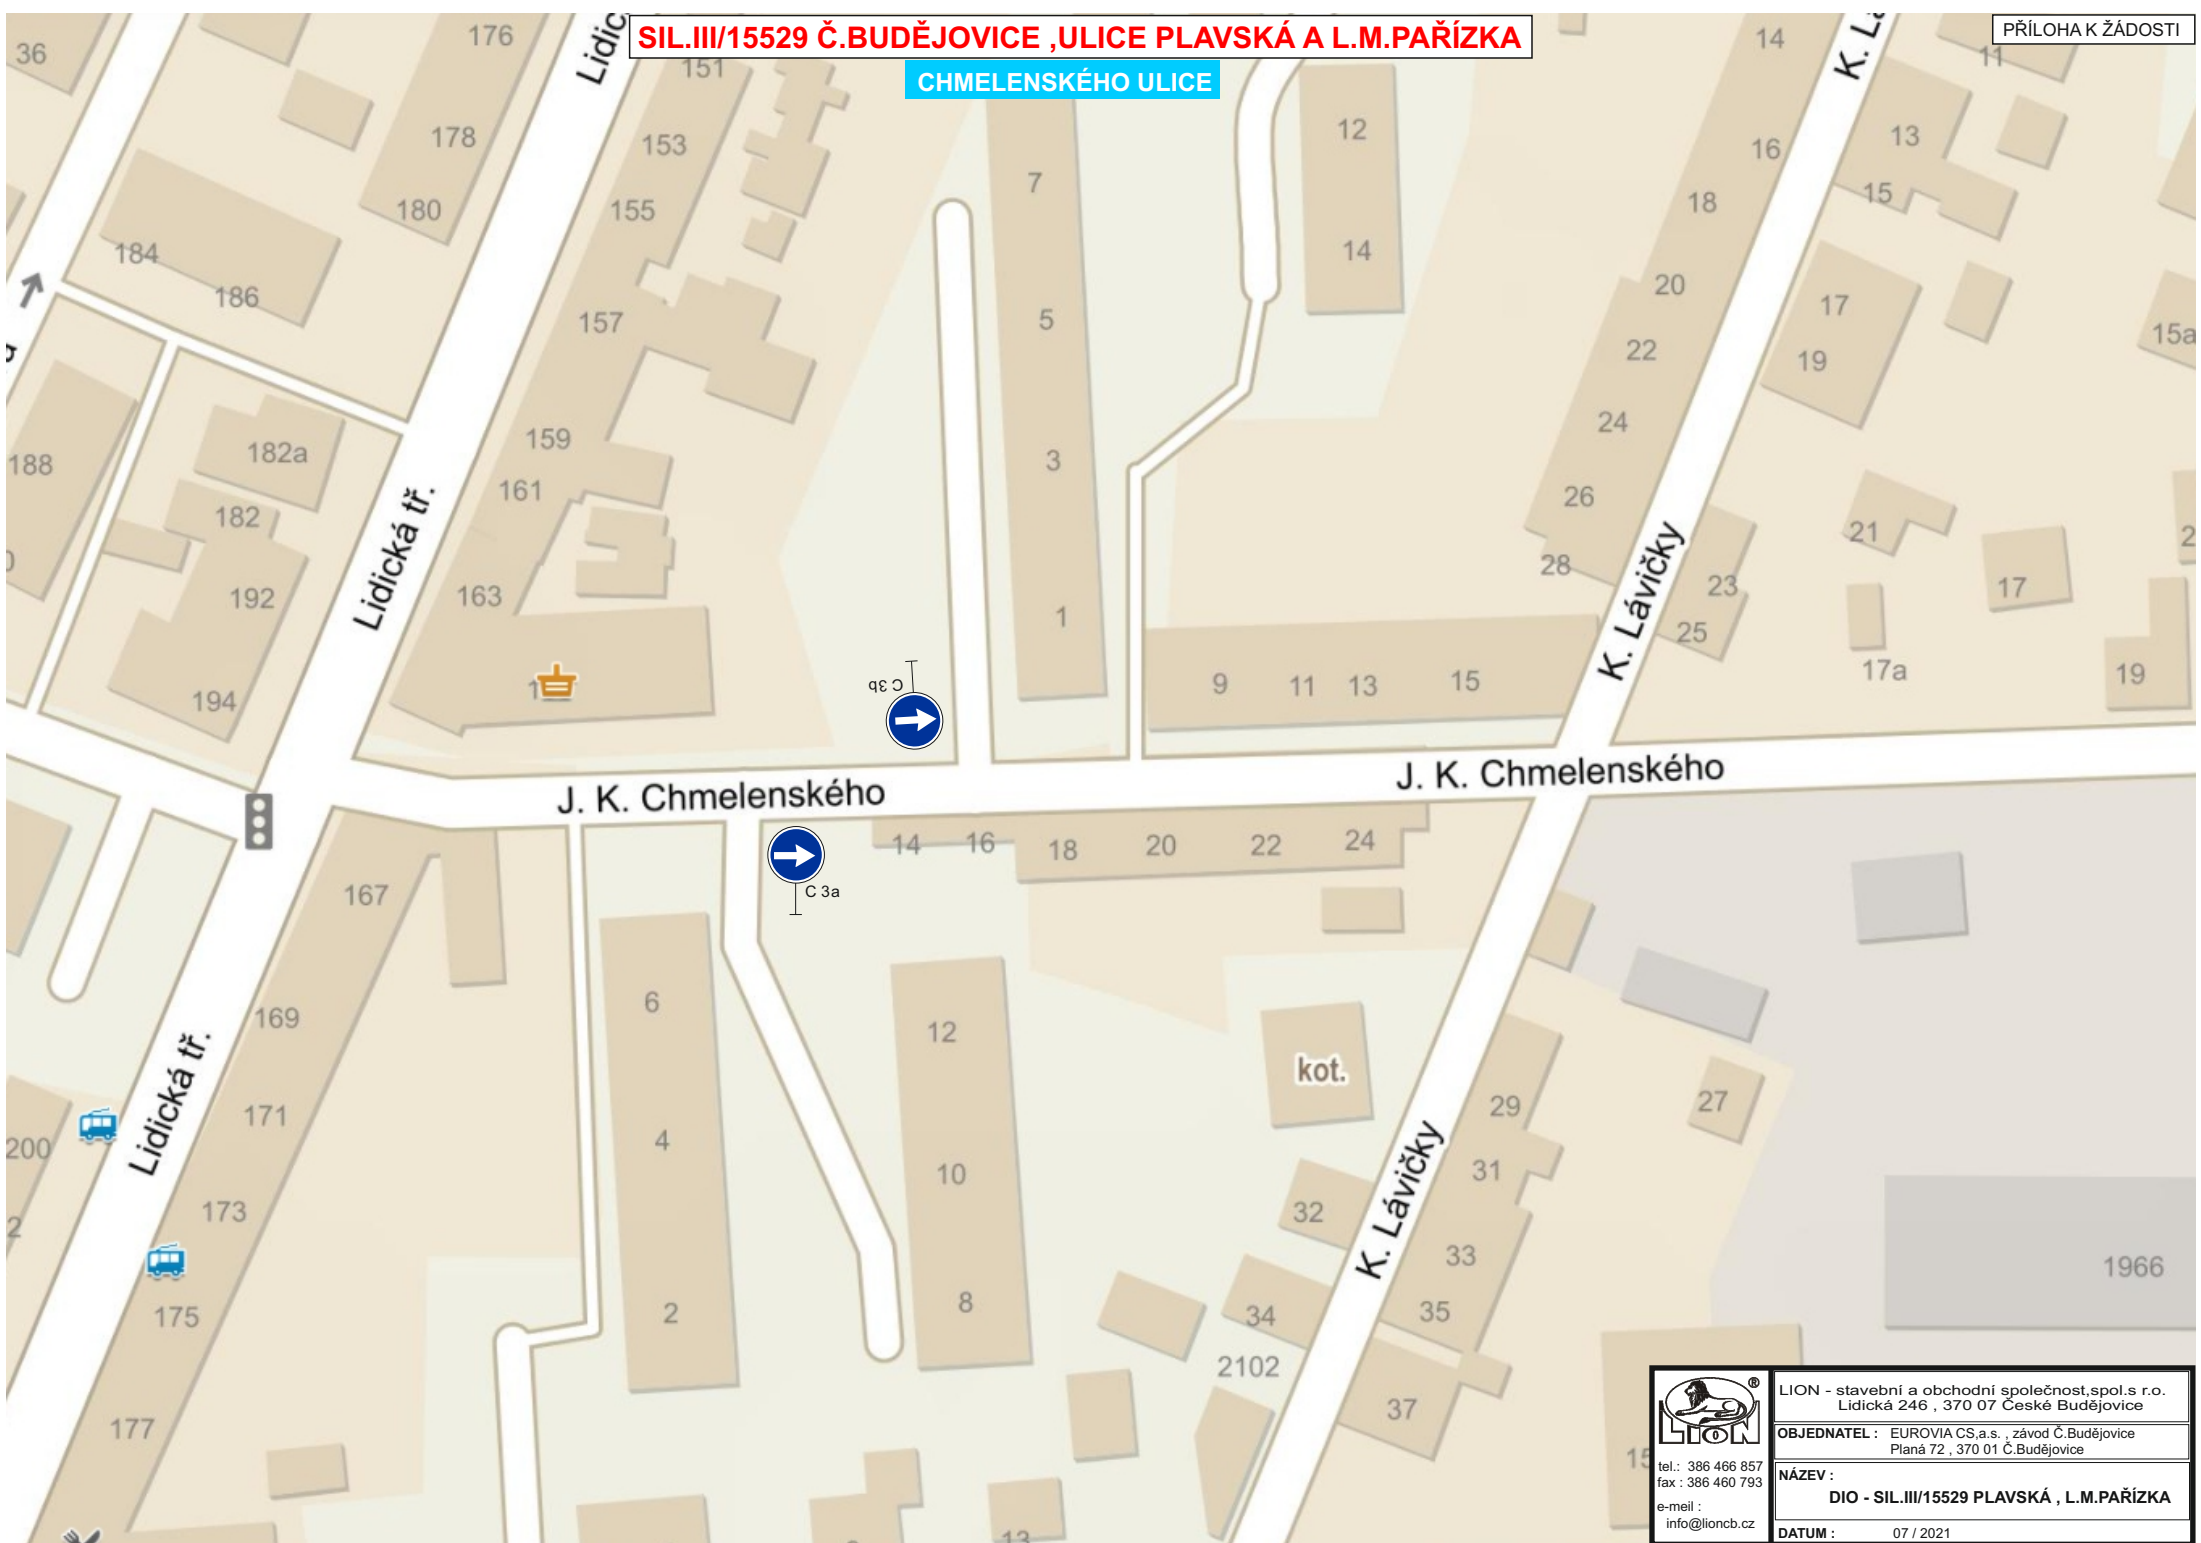 SIL.III/15529 Č.BUDĚJOVICE ,ULICE PLAVSKÁ A L.M.PAŘÍZKA
PŘÍLOHA K ŽÁDOSTI
CHMELENSKÉHO ULICE
36
176
Lidic
151
14
K. Lá
11
178
153
12
16
13
180
155
7
18
15
184
14
186
157
5
20
17
15a
22
19
188
182a
159
3
24
161
26
182
Lidická tř.
21
28
K. Lávičky
192
163
1
23
17
25
194
9
11
13
15
17a
19
C 3b
J. K. Chmelenského
J. K. Chmelenského
14
16
18
20
22
24
167
C 3a
6
169
12
kot.
Lidická tř.
171
4
29
27
200
10
31
K. Lávičky
173
32
2
33
1966
175
2
8
34
35
2102
177
37
13
LION
®
tel.: 386 466 857
fax : 386 460 793
e-meil :
info@lioncb.cz
LION - stavební a obchodní společnost,spol.s r.o.
Lidická 246 , 370 07 České Budějovice
OBJEDNATEL : EUROVIA CS,a.s. , závod Č.Budějovice
Planá 72 , 370 01 Č.Budějovice
NÁZEV :
DIO - SIL.III/15529 PLAVSKÁ , L.M.PAŘÍZKA
DATUM : 07 / 2021